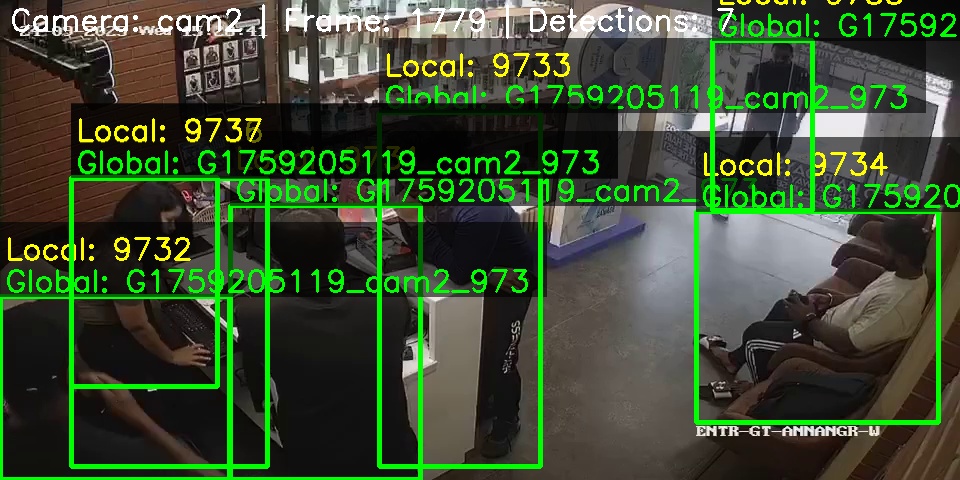 Camera: cam2 | Frame: 1779 | Detections: 7
Local: 9733
Global: G1759205119_cam2_973
Local: 9737
Global: G1759205119_cam2_973
Local: 9734
Global: G175920
Global: G1759205119_cam2_
Local: 9732
Global: G1759205119_cam2_973
Global: G17592
ENTR-GT-ANNANGR-W